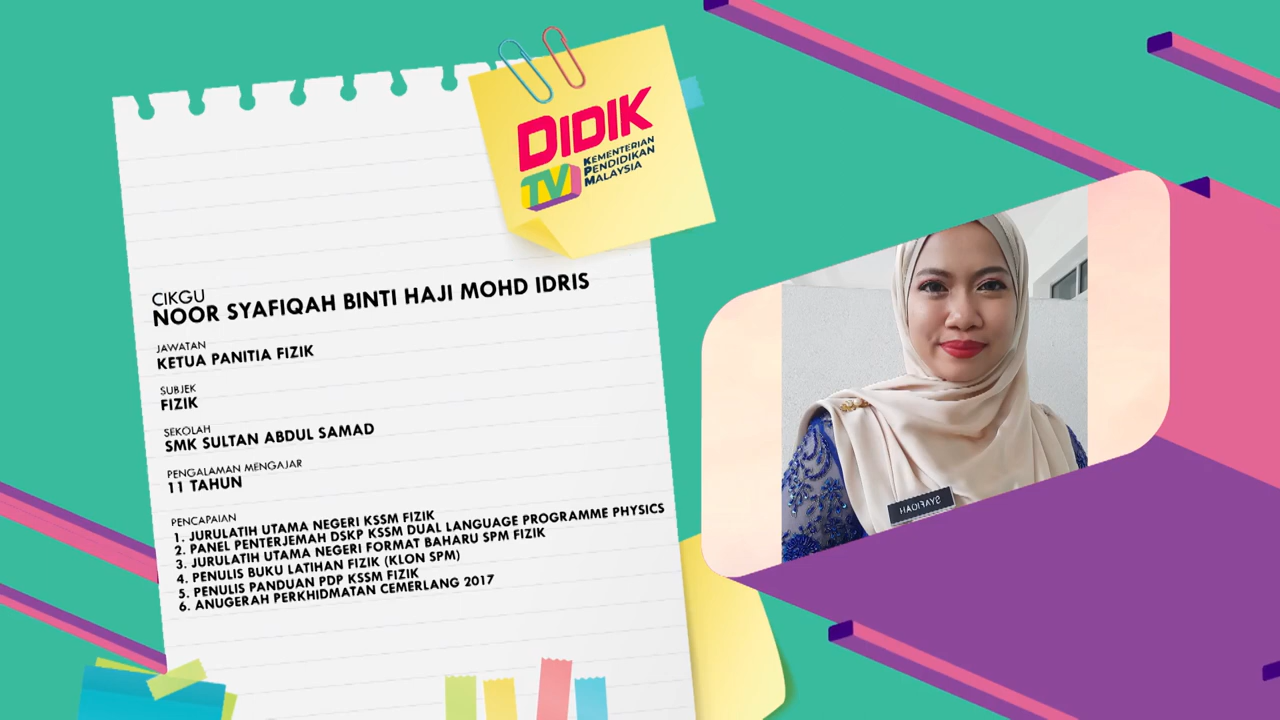 DIDIK
TV
KEMENTERIAN
PENDIDIKAN
MALAYSIA
CIKGU
NOOR SYAFIQAH BINTI HAJI MOHD IDRIS
JAWATAN
KETUA PANITIA FIZIK
SUBJEK
FIZIK
SEKOLAH
SMK SULTAN ABDUL SAMAD
PENGALAMAN MENGAJAR
11 TAHUN
PENCAPAIAN
1. JURULATIH UTAMA NEGERI KSSM FIZIK
2. PANEL PENTERJEMAH DSKP KSSM DUAL LANGUAGE PROGRAMME PHYSICS
3. JURULATIH UTAMA NEGERI FORMAT BAHARU SPM FIZIK
4. PENULIS BUKU LATIHAN FIZIK (KLON SPM)
5. PENULIS PANDUAN PDP KSSM FIZIK
6. ANUGERAH PERKHIDMATAN CEMERLANG 2017
SYAFIQAH